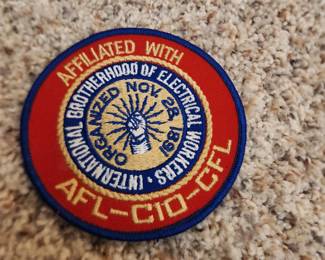 AFFILIATED WITH
INTERNATIONAL BROTHERHOOD OF ELECTRICAL WORKERS
ORGANIZED NOV. 28, 1891
AFL-CIO-CFL